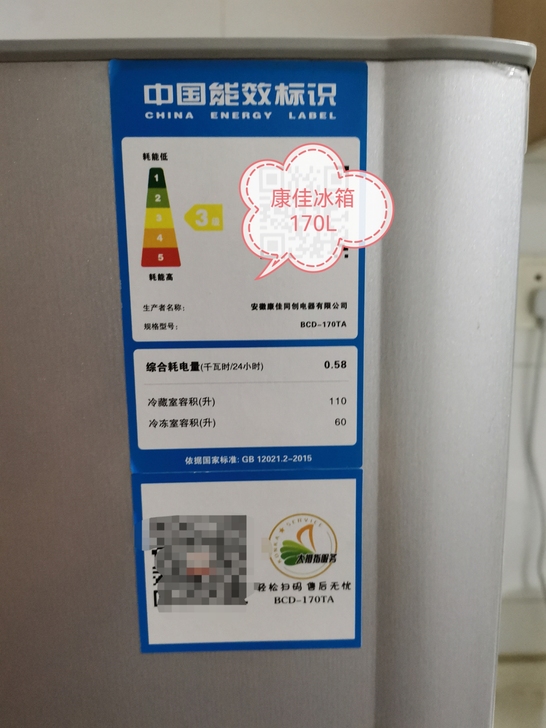 中国能效标识
CHINA ENERGY LABEL
耗能低
1
2
3
4
5
耗能高
3级
康佳冰箱
170L
生产者名称:
安徽康佳同创电器有限公司
规格型号:
BCD-170TA
综合耗电量(千瓦时/24小时)
0.58
冷藏室容积(升)
110
冷冻室容积(升)
60
依据国家标准: GB 12021.2-2015
大拇指服务
轻松扫码 售后无忧
BCD-170TA